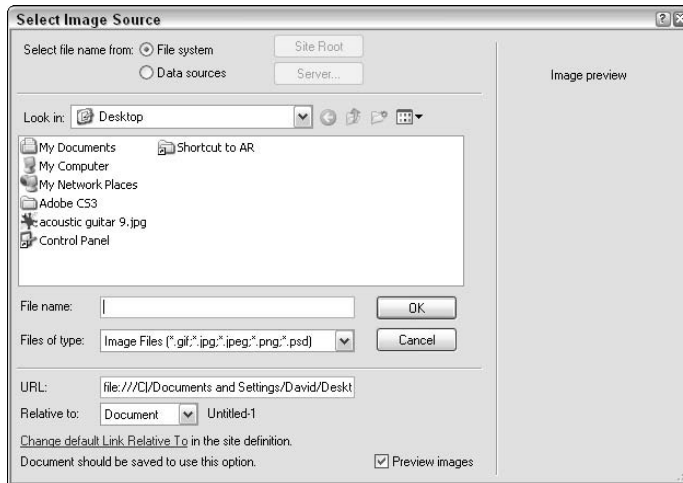 Select Image Source
Select file name from: File system
Site Root
Data sources
Server...
Image preview
Look in: Desktop
My Documents
Shortcut to AR
My Computer
My Network Places
Adobe CS3
acoustic guitar 9.jpg
Control Panel
File name:
OK
Files of type: Image Files (*.gif;*.jpg;*.jpeg;*.png;*.psd)
Cancel
URL: file:///C|/Documents and Settings/David/Deskt
Relative to: Document Untitled-1
Change default Link Relative To in the site definition.
Document should be saved to use this option.
Preview images